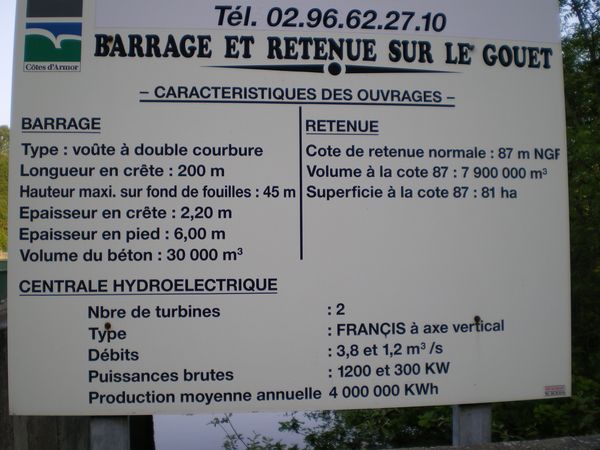 Tél. 02.96.62.27.10
Côtes d'Armor
BARRAGE ET RETENUE SUR LE GOUET
– CARACTERISTIQUES DES OUVRAGES –
BARRAGE
Type : voûte à double courbure
Longueur en crête : 200 m
Hauteur maxi. sur fond de fouilles : 45 m
Epaisseur en crête : 2,20 m
Epaisseur en pied : 6,00 m
Volume du béton : 30 000 m³
RETENUE
Cote de retenue normale : 87 m NGF
Volume à la cote 87 : 7 900 000 m³
Superficie à la cote 87 : 81 ha
CENTRALE HYDROELECTRIQUE
Nbre de turbines : 2
Type : FRANÇIS à axe vertical
Débits : 3,8 et 1,2 m³ /s
Puissances brutes : 1200 et 300 KW
Production moyenne annuelle 4 000 000 KWh